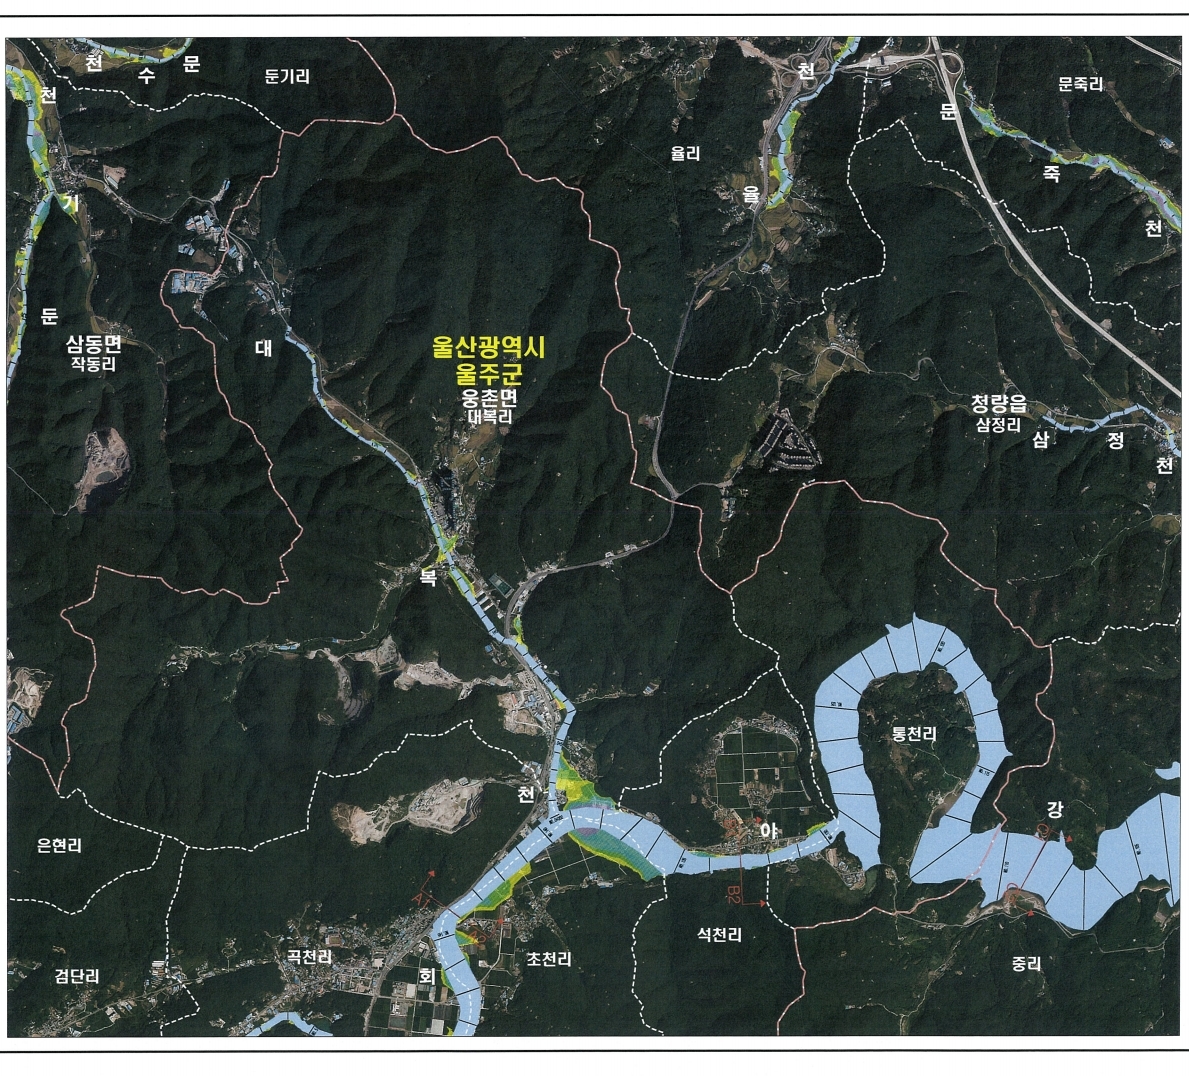 천 수 문
둔기리
천
문죽리
천
문
율리
죽
율
기
천
둔
삼동면
작동리
대
울산광역시
울주군
웅촌면
대복리
청량읍
삼정리
삼 정 천
복
통천리
천
야
강
은현리
B2
A1
석천리
곡천리
초천리
회
중리
검단리